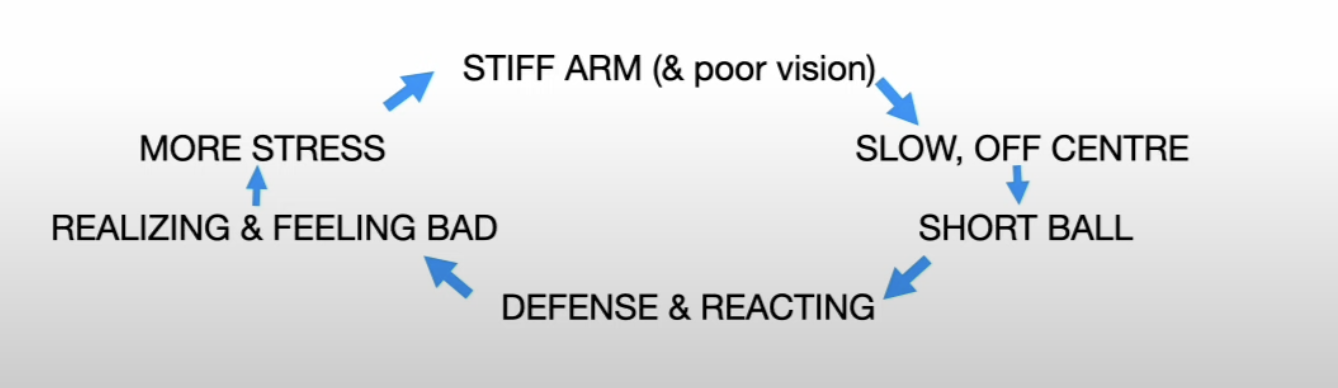 STIFF ARM (& poor vision)
MORE STRESS
SLOW, OFF CENTRE
REALIZING & FEELING BAD
SHORT BALL
DEFENSE & REACTING